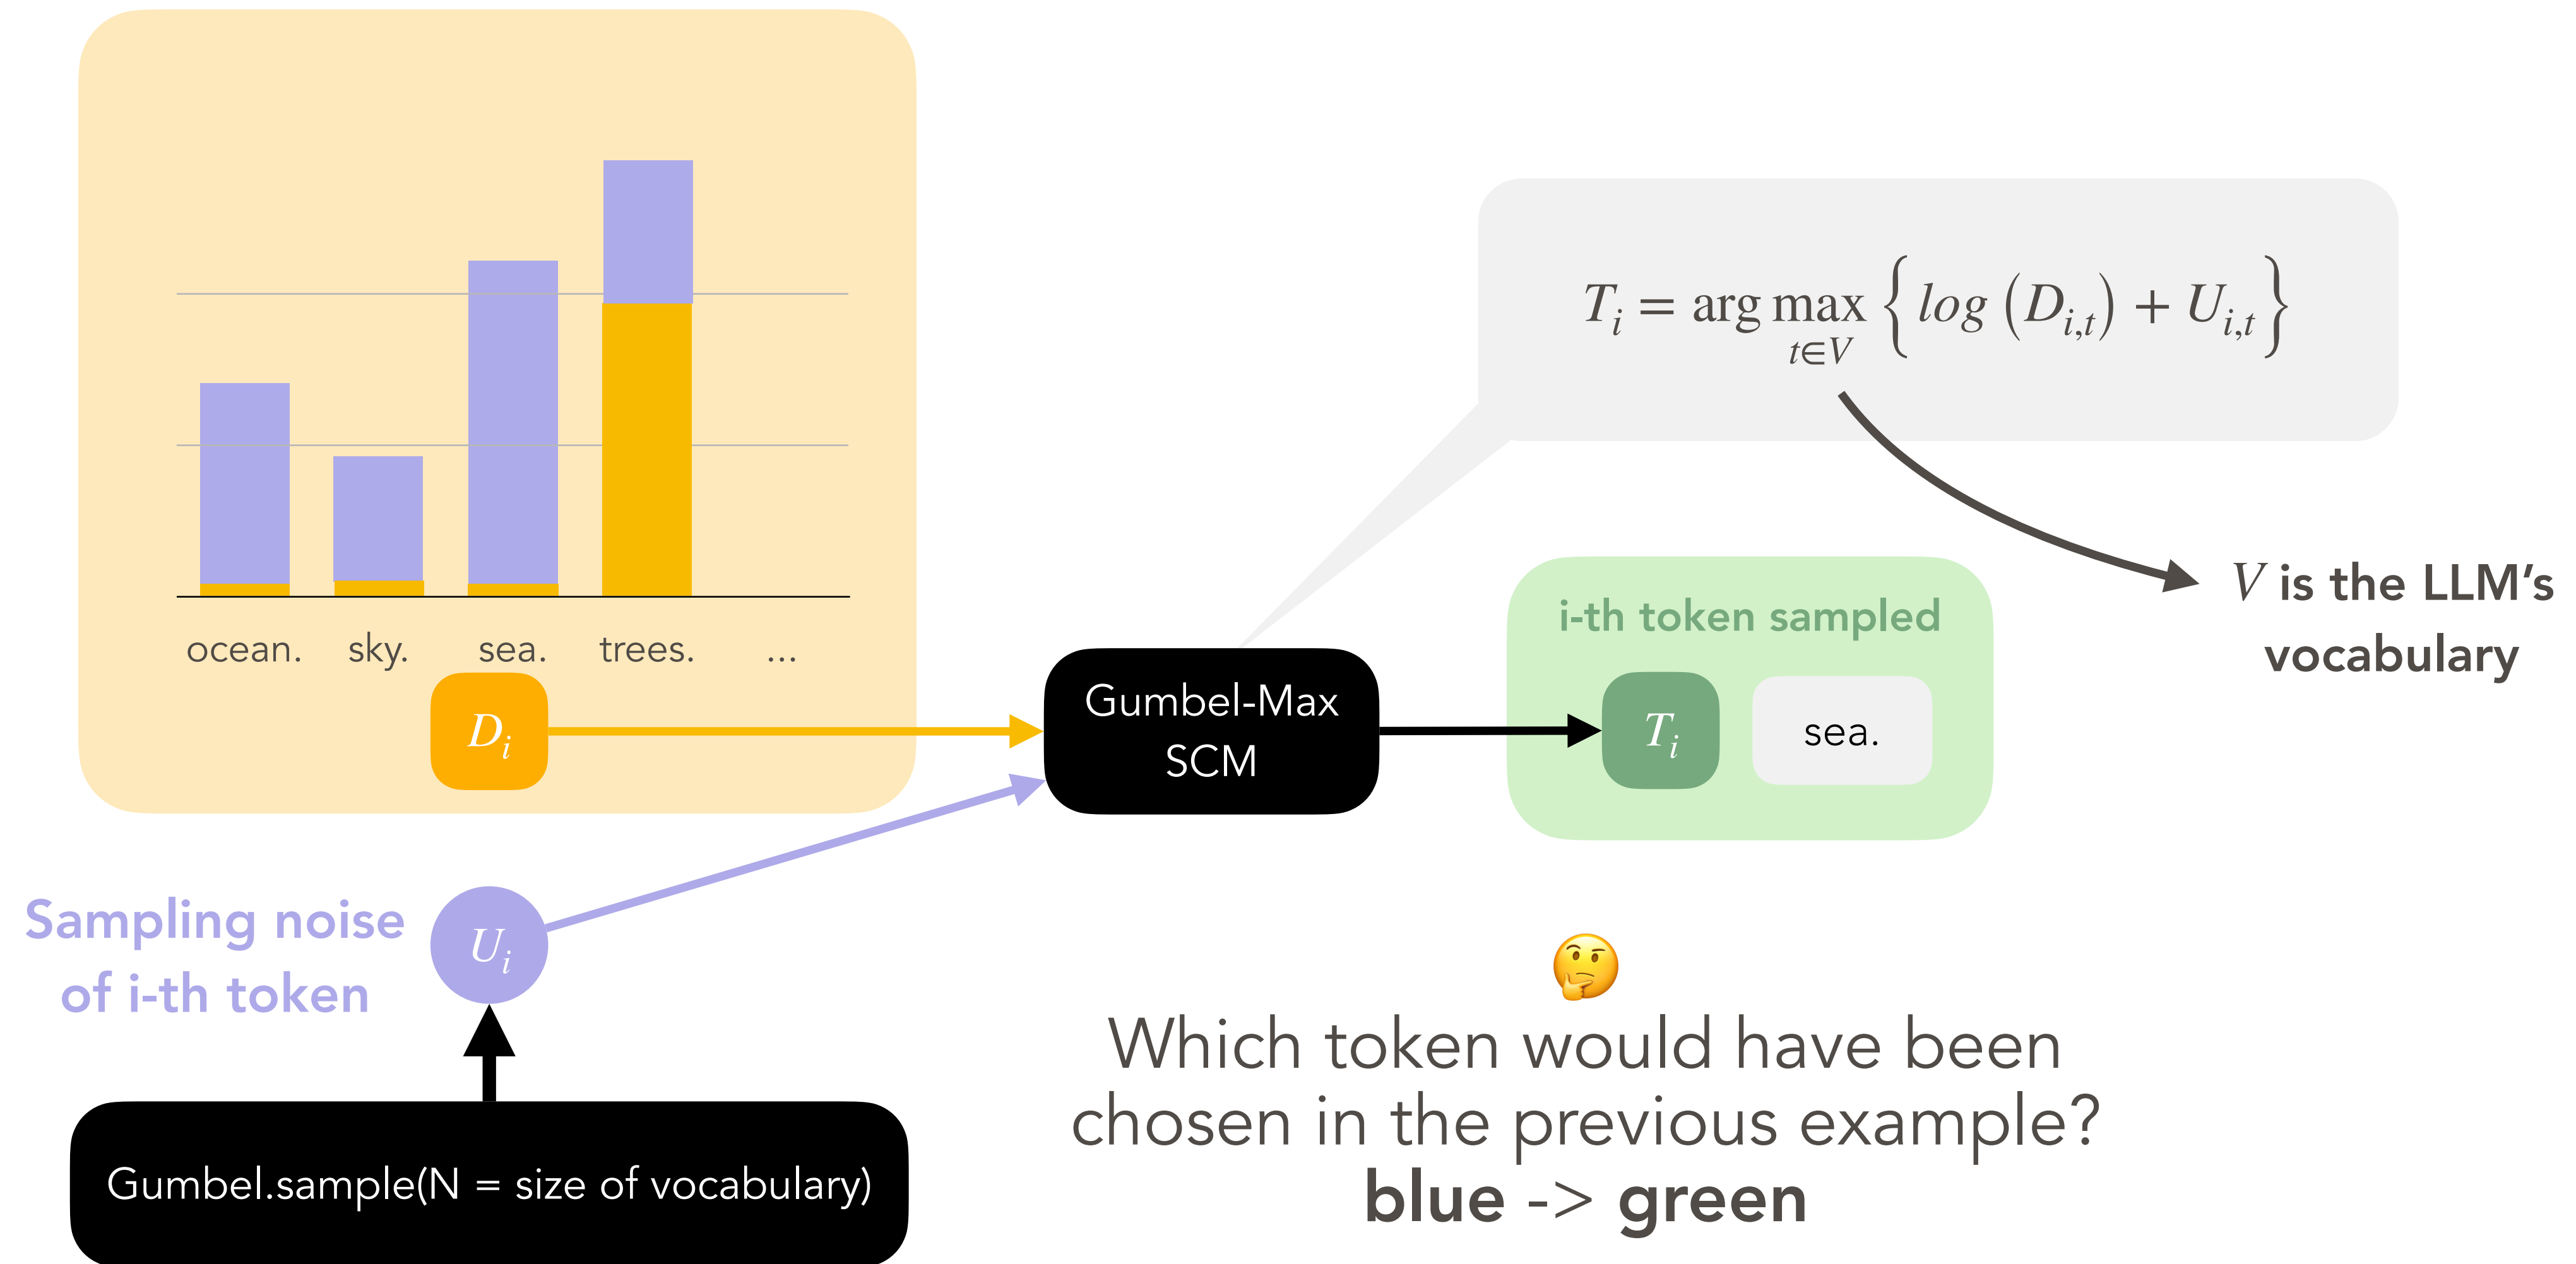 ocean. sky. sea. trees. ...
D_i
Sampling noise
of i-th token
U_i
Gumbel.sample(N = size of vocabulary)
Gumbel-Max
SCM
T_i = arg max_{t∈V} { log (D_{i,t}) + U_{i,t} }
V is the LLM's
vocabulary
i-th token sampled
T_i sea.
🤔
Which token would have been
chosen in the previous example?
blue -> green